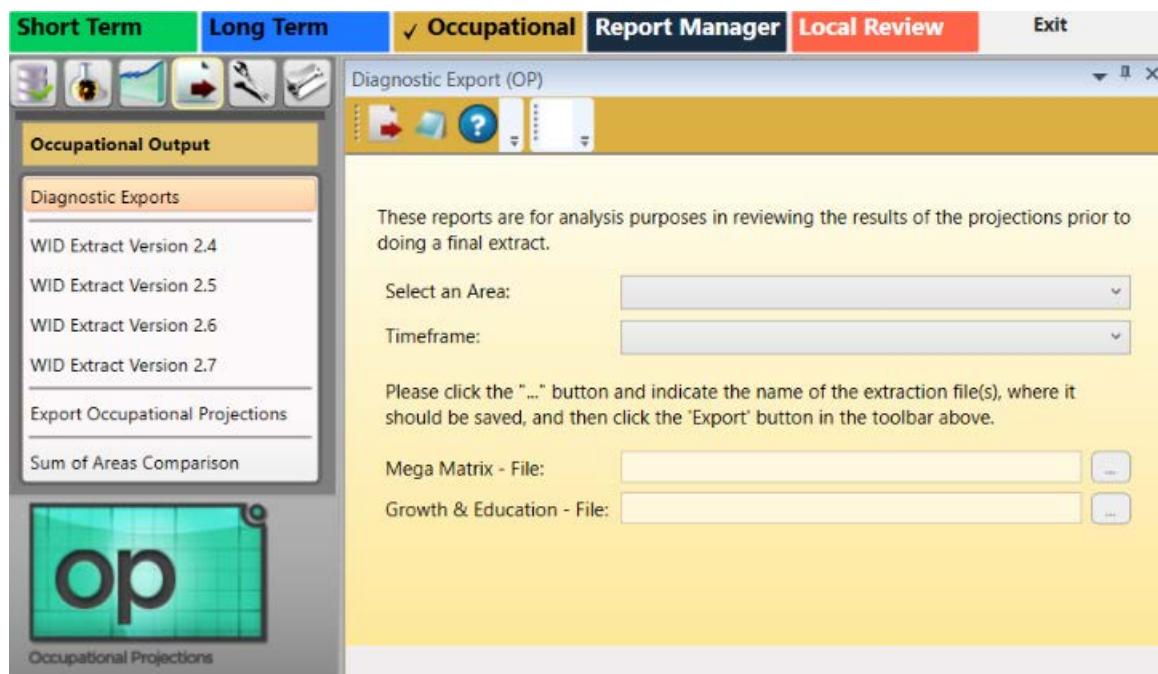 Short Term
Long Term
✓ Occupational
Report Manager
Local Review
Exit
Occupational Output
Diagnostic Exports
WID Extract Version 2.4
WID Extract Version 2.5
WID Extract Version 2.6
WID Extract Version 2.7
Export Occupational Projections
Sum of Areas Comparison
op
Occupational Projections
Diagnostic Export (OP)
?
These reports are for analysis purposes in reviewing the results of the projections prior to
doing a final extract.
Select an Area:
Timeframe:
Please click the "..." button and indicate the name of the extraction file(s), where it
should be saved, and then click the 'Export' button in the toolbar above.
Mega Matrix - File:
...
Growth & Education - File:
...